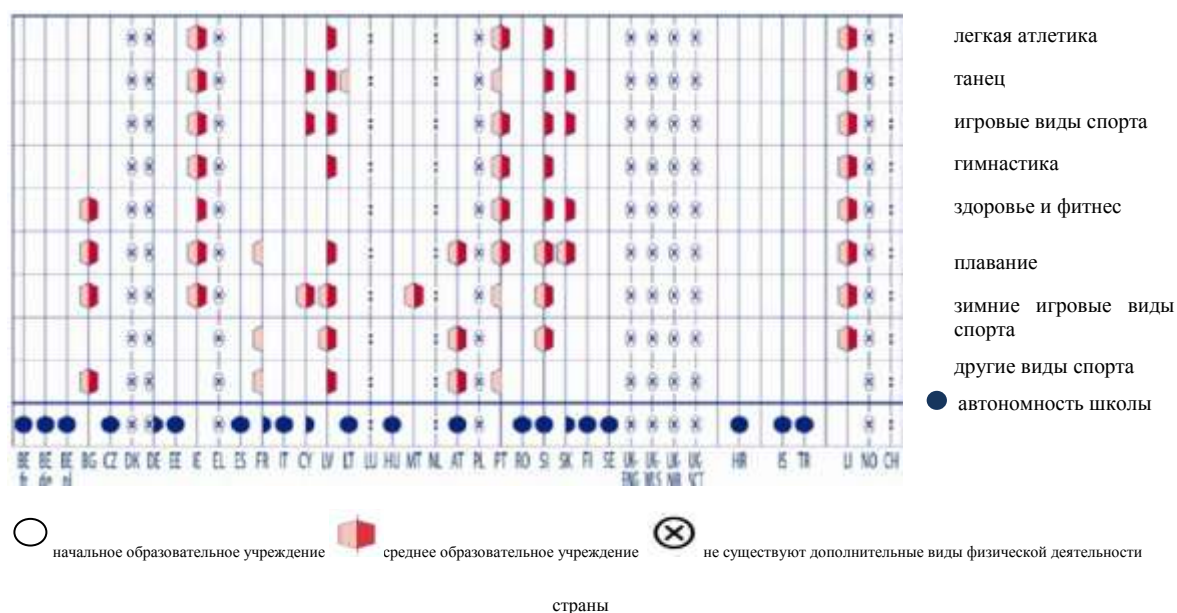 легкая атлетика
танец
игровые виды спорта
гимнастика
здоровье и фитнес
плавание
зимние игровые виды
спорта
другие виды спорта
автономность школы
BE fr BE de BE nl BG CZ DK DE EE IE EL ES FR IT CY LV LT LU HU MT NL AT PL PT RO SI SK FI SE UK-ENG UK-WLS UK-NIR UK-SCT HR IS TR LI NO CH
начальное образовательное учреждение среднее образовательное учреждение не существуют дополнительные виды физической деятельности
страны